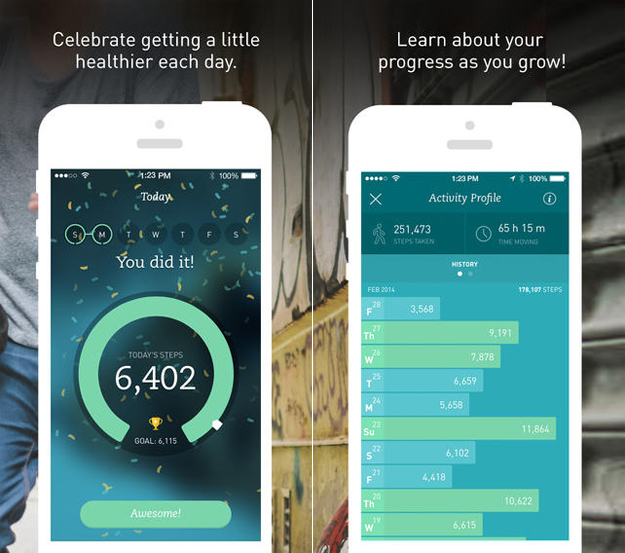 Celebrate getting a little
healthier each day.
1:23 PM
100%
Today
S M T W T F S
You did it!
TODAY'S STEPS
6,402
GOAL: 6,115
Awesome!
Learn about your
progress as you grow!
1:23 PM
100%
Activity Profile
251,473
STEPS TAKEN
65 h 15 m
TIME MOVING
HISTORY
FEB 2014
178,107 STEPS
F 28 3,568
Th 27 9,191
W 26 7,878
T 25 6,659
M 24 5,658
Su 23 11,864
S 22 6,102
F 21 4,418
Th 20 10,622
W 19 6,615